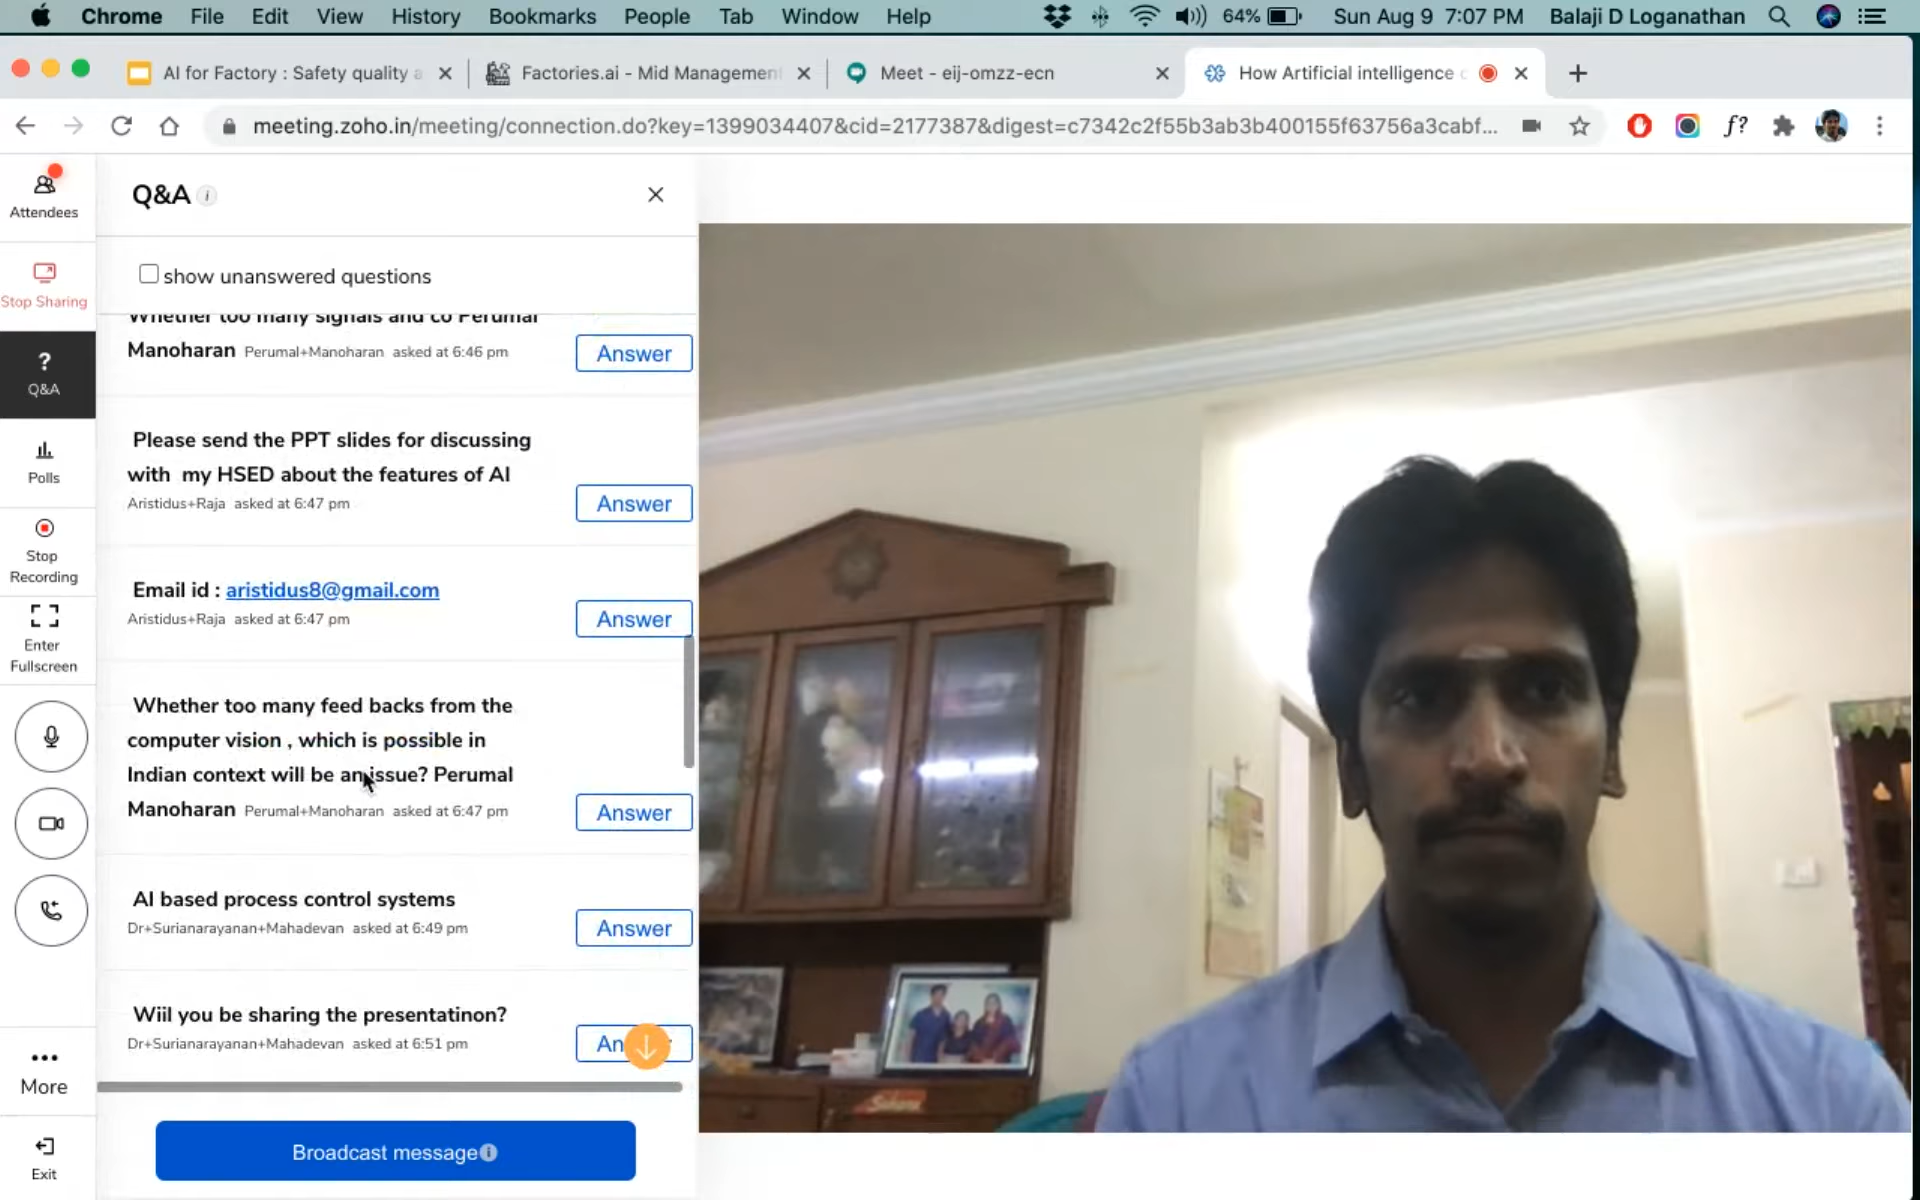 Chrome File Edit View History Bookmarks People Tab Window Help 64% Sun Aug 9 7:07 PM Balaji D Loganathan
AI for Factory : Safety quality a Factories.ai - Mid Management Meet - eij-omzz-ecn How Artificial intelligence c
meeting.zoho.in/meeting/connection.do?key=1399034407&cid=2177387&digest=c7342c2f55b3ab3b400155f63756a3cabf... f?
Attendees
Stop Sharing
?
Q&A
Polls
Stop
Recording
Enter
Fullscreen
More
Exit
Q&A i
show unanswered questions
Whether too many signals and co Perumal
Manoharan Perumal+Manoharan asked at 6:46 pm
Answer
Please send the PPT slides for discussing
with my HSED about the features of AI
Aristidus+Raja asked at 6:47 pm
Answer
Email id : aristidus8@gmail.com
Aristidus+Raja asked at 6:47 pm
Answer
Whether too many feed backs from the
computer vision , which is possible in
Indian context will be an issue? Perumal
Manoharan Perumal+Manoharan asked at 6:47 pm
Answer
AI based process control systems
Dr+Surianarayanan+Mahadevan asked at 6:49 pm
Answer
Wiil you be sharing the presentatinon?
Dr+Surianarayanan+Mahadevan asked at 6:51 pm
An
Broadcast message i